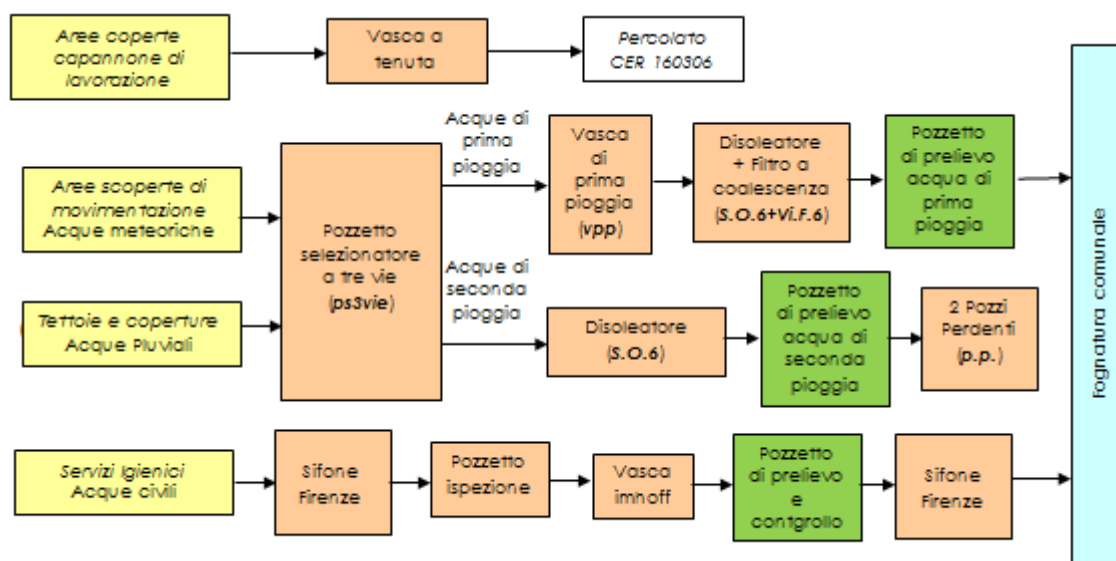 Aree coperte
capannone di
lavorazione
Vasca a
tenuta
Percolato
CER 160306
Aree scoperte di
movimentazione
Acque meteoriche
Tettoie e coperture
Acque Pluviali
Pozzetto
selezionatore
a tre vie
(ps3vie)
Acque di
prima
pioggia
Vasca
di
prima
pioggia
(vpp)
Disoleatore
+ Filtro a
coalescenza
(S.O.6+Vi.F.6)
Pozzetto
di prelievo
acqua di
prima
pioggia
Acque di
seconda
pioggia
Disoleatore
(S.O.6)
Pozzetto
di prelievo
acqua di
seconda
pioggia
2 Pozzi
Perdenti
(p.p.)
Servizi Igienici
Acque civili
Sifone
Firenze
Pozzetto
ispezione
Vasca
imnoff
Pozzetto
di prelievo
e
contgrollo
Sifone
Firenze
Fognatura comunale